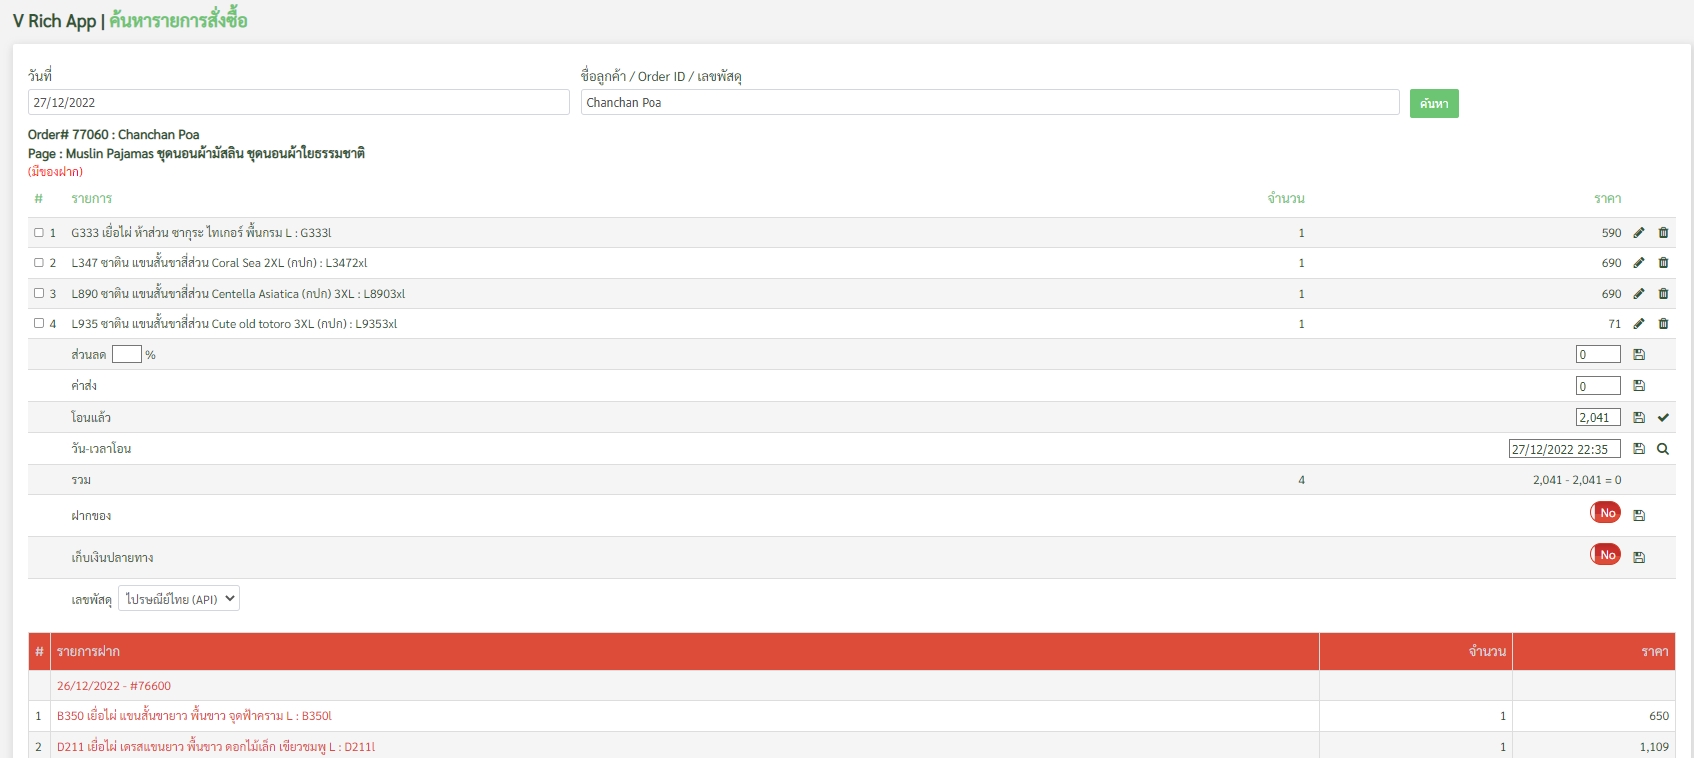 V Rich App | ค้นหารายการสั่งซื้อ
วันที่ ชื่อลูกค้า / Order ID / เลขพัสดุ
27/12/2022 Chanchan Poa ค้นหา
Order# 77060 : Chanchan Poa
Page : Muslin Pajamas ชุดนอนผ้ามัสลิน ชุดนอนผ้าใยธรรมชาติ
(มีของฝาก)
# รายการ จำนวน ราคา
1 G333 เยื่อไผ่ ห้าส่วน ซากุระ ไทเกอร์ พื้นกรม L : G333l 1 590
2 L347 ซาติน แขนสั้นขาสี่ส่วน Coral Sea 2XL (กปก) : L3472xl 1 690
3 L890 ซาติน แขนสั้นขาสี่ส่วน Centella Asiatica (กปก) 3XL : L8903xl 1 690
4 L935 ซาติน แขนสั้นขาสี่ส่วน Cute old totoro 3XL (กปก) : L9353xl 1 71
ส่วนลด % 0
ค่าส่ง 0
โอนแล้ว 2,041
วัน-เวลาโอน 27/12/2022 22:35
รวม 4 2,041 - 2,041 = 0
ฝากของ No
เก็บเงินปลายทาง No
เลขพัสดุ ไปรษณีย์ไทย (API)
# รายการฝาก จำนวน ราคา
26/12/2022 - #76600
1 B350 เยื่อไผ่ แขนสั้นขายาว พื้นขาว จุดฟ้าคราม L : B350l 1 650
2 D211 เยื่อไผ่ เดรสแขนยาว พื้นขาว ดอกไม้เล็ก เขียวชมพู L : D211l 1 1,109